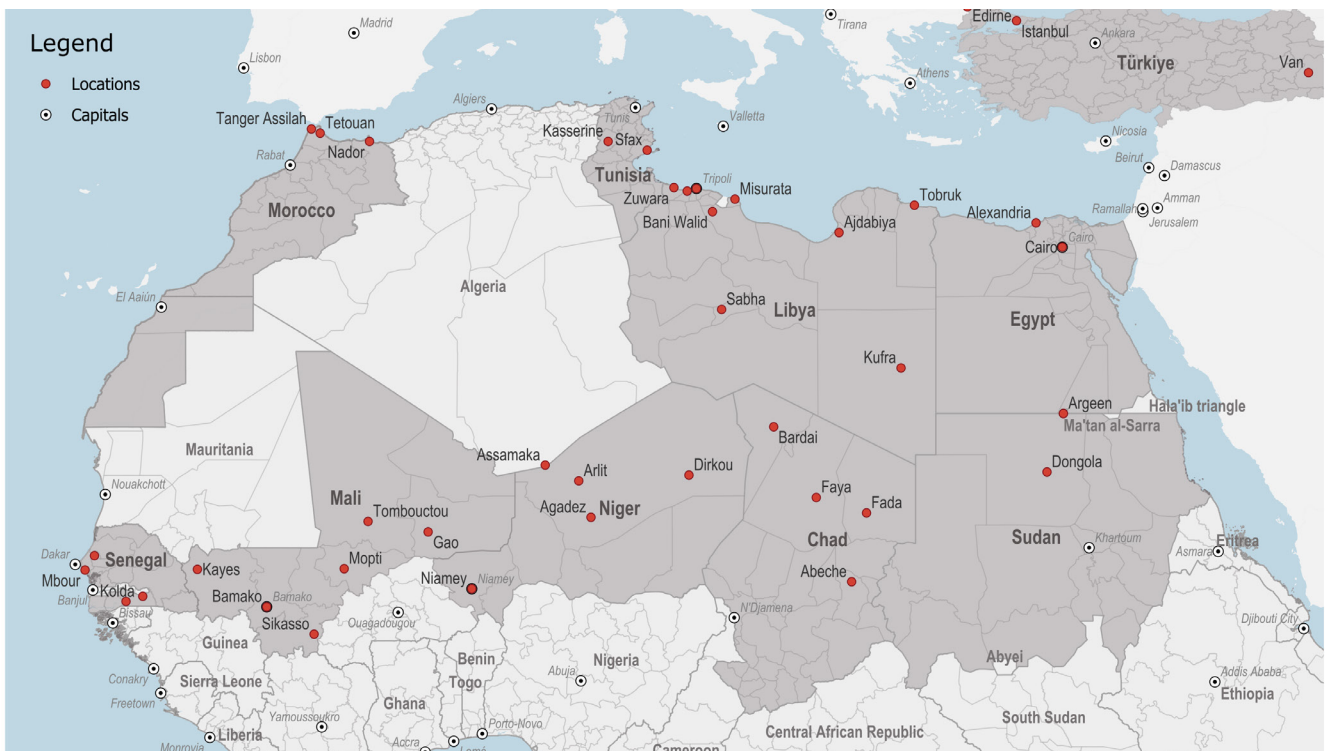 Legend
Locations
Capitals
Madrid
Lisbon
Tirana
Edirne
Istanbul
Ankara
Türkiye
Van
Athens
Algiers
Tunis
Valletta
Nicosia
Beirut
Damascus
Tanger Assilah
Tetouan
Kasserine
Sfax
Nador
Rabat
Tunisia
Tripoli
Zuwara
Misurata
Bani Walid
Tobruk
Ajdabiya
Alexandria
Cairo
Cairo
Ramallah
Amman
Jerusalem
Morocco
El Aaiún
Algeria
Sabha
Libya
Egypt
Kufra
Argeen
Hala'ib triangle
Ma'tan al-Sarra
Mauritania
Nouakchott
Assamaka
Arlit
Dirkou
Bardai
Dongola
Mali
Tombouctou
Gao
Agadez
Niger
Faya
Fada
Chad
Sudan
Khartoum
Eritrea
Asmara
Dakar
Senegal
Mbour
Banjul
Kolda
Bissau
Kayes
Mopti
Bamako
Bamako
Sikasso
Niamey
Niamey
Abeche
N'Djamena
Ouagadougou
Guinea
Conakry
Sierra Leone
Freetown
Liberia
Monrovia
Yamoussoukro
Ghana
Accra
Benin
Togo
Lomé
Porto-Novo
Abuja
Nigeria
Cameroon
Central African Republic
Abyei
South Sudan
Djibouti City
Addis Ababa
Ethiopia